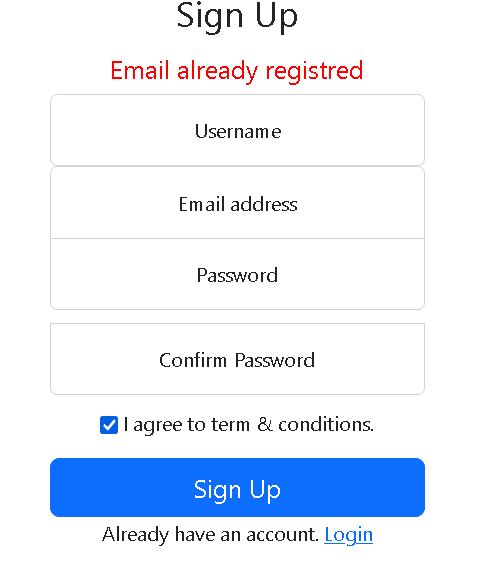 Sign Up
Email already registred
Username
Email address
Password
Confirm Password
I agree to term & conditions.
Sign Up
Already have an account. Login